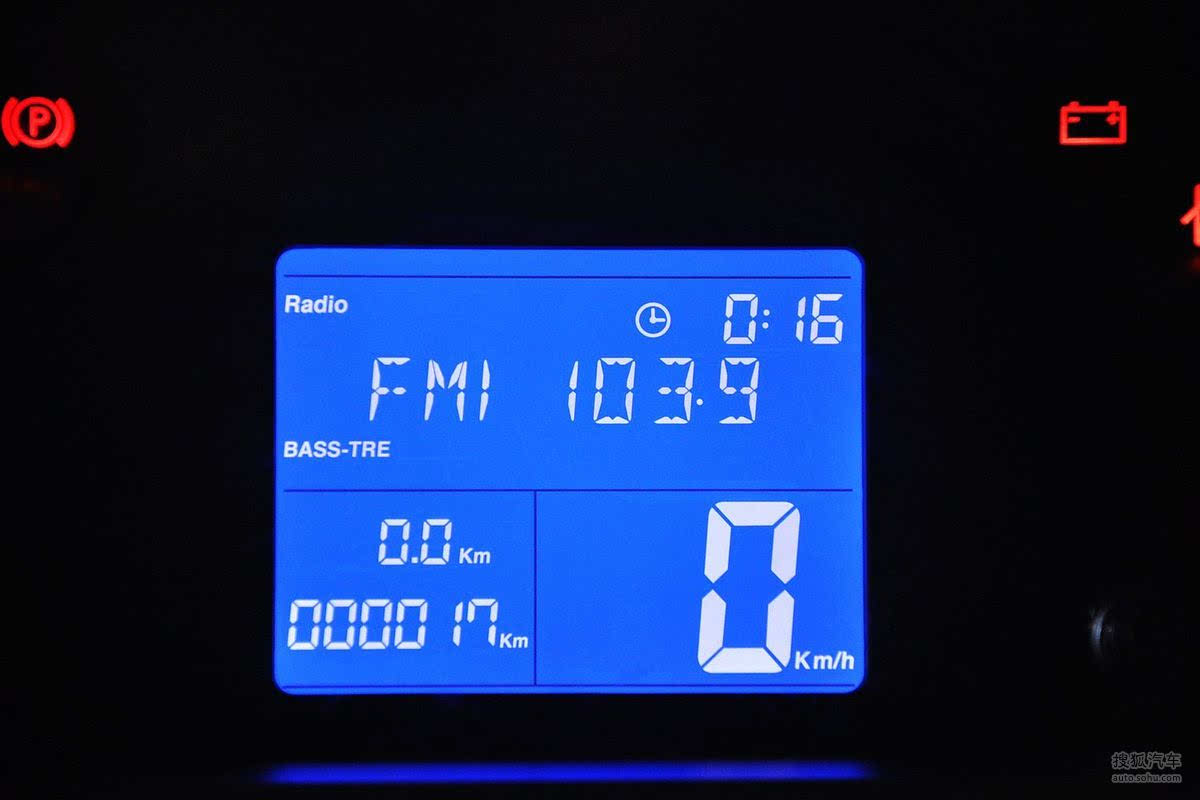 P
Radio 0:16
FM1 103.9
BASS-TRE
0.0 Km
000017 Km
0 Km/h
搜狐汽车
auto.sohu.com